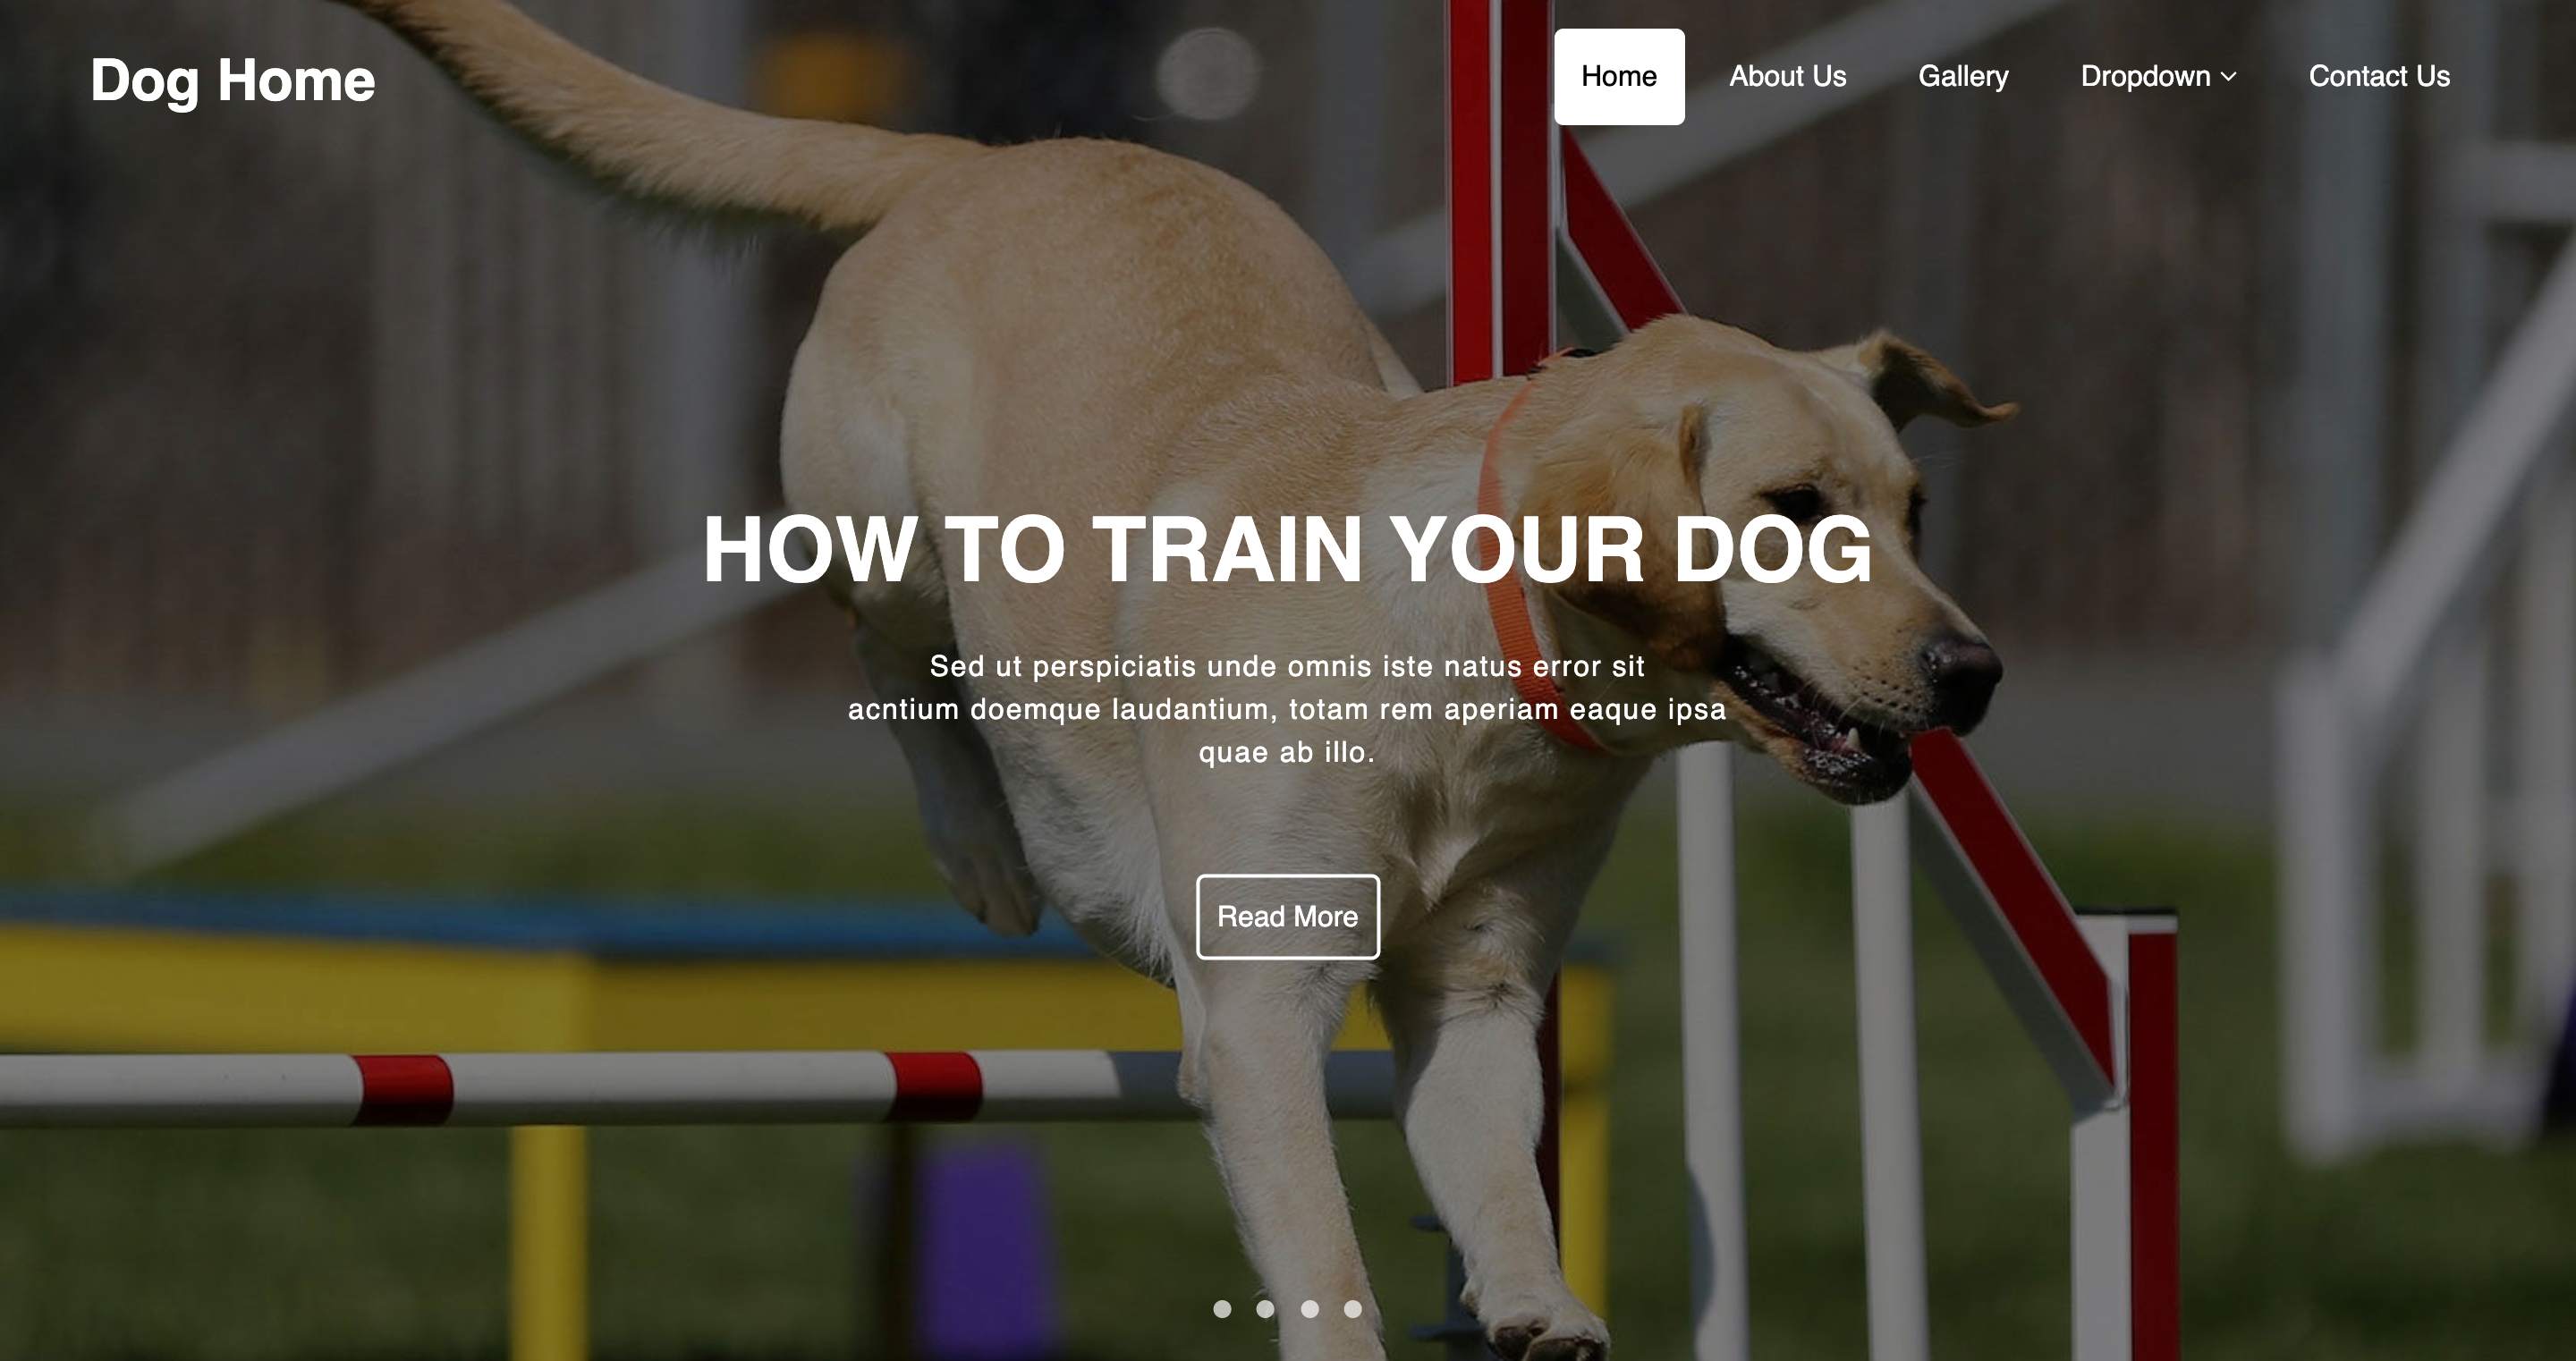 Dog Home
Home
About Us
Gallery
Dropdown
Contact Us
HOW TO TRAIN YOUR DOG
Sed ut perspiciatis unde omnis iste natus error sit
acntium doemque laudantium, totam rem aperiam eaque ipsa
quae ab illo.
Read More